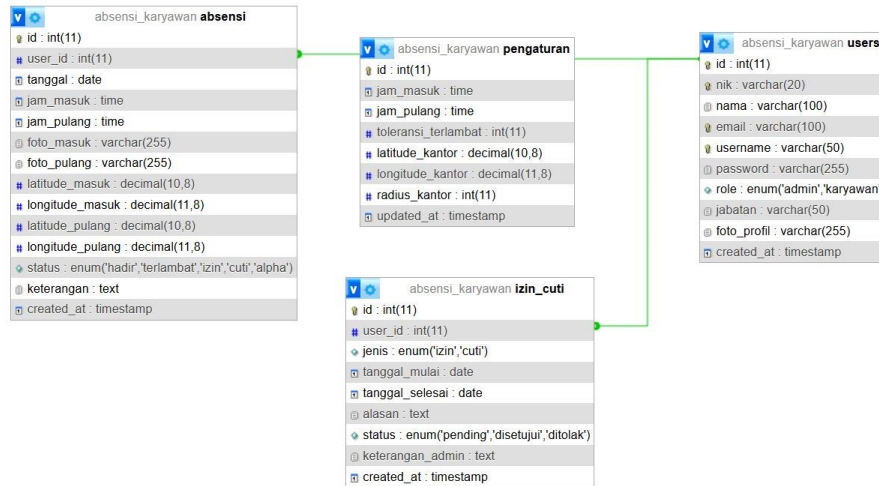 absensi_karyawan absensi
id : int(11)
user_id : int(11)
tanggal : date
jam_masuk : time
jam_pulang : time
foto_masuk : varchar(255)
foto_pulang : varchar(255)
latitude_masuk : decimal(10,8)
longitude_masuk : decimal(11,8)
latitude_pulang : decimal(10,8)
longitude_pulang : decimal(11,8)
status : enum('hadir','terlambat','izin','cuti','alpha')
keterangan : text
created_at : timestamp
absensi_karyawan pengaturan
id : int(11)
jam_masuk : time
jam_pulang : time
toleransi_terlambat : int(11)
latitude_kantor : decimal(10,8)
longitude_kantor : decimal(11,8)
radius_kantor : int(11)
updated_at : timestamp
absensi_karyawan izin_cuti
id : int(11)
user_id : int(11)
jenis : enum('izin','cuti')
tanggal_mulai : date
tanggal_selesai : date
alasan : text
status : enum('pending','disetujui','ditolak')
keterangan_admin : text
created_at : timestamp
absensi_karyawan users
id : int(11)
nik : varchar(20)
nama : varchar(100)
email : varchar(100)
username : varchar(50)
password : varchar(255)
role : enum('admin','karyawan'
jabatan : varchar(50)
foto_profil : varchar(255)
created_at : timestamp